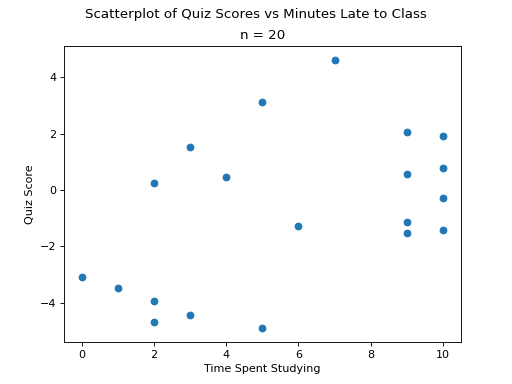 Scatterplot of Quiz Scores vs Minutes Late to Class
n = 20
4
2
0
−2
−4
Quiz Score
0 2 4 6 8 10
Time Spent Studying